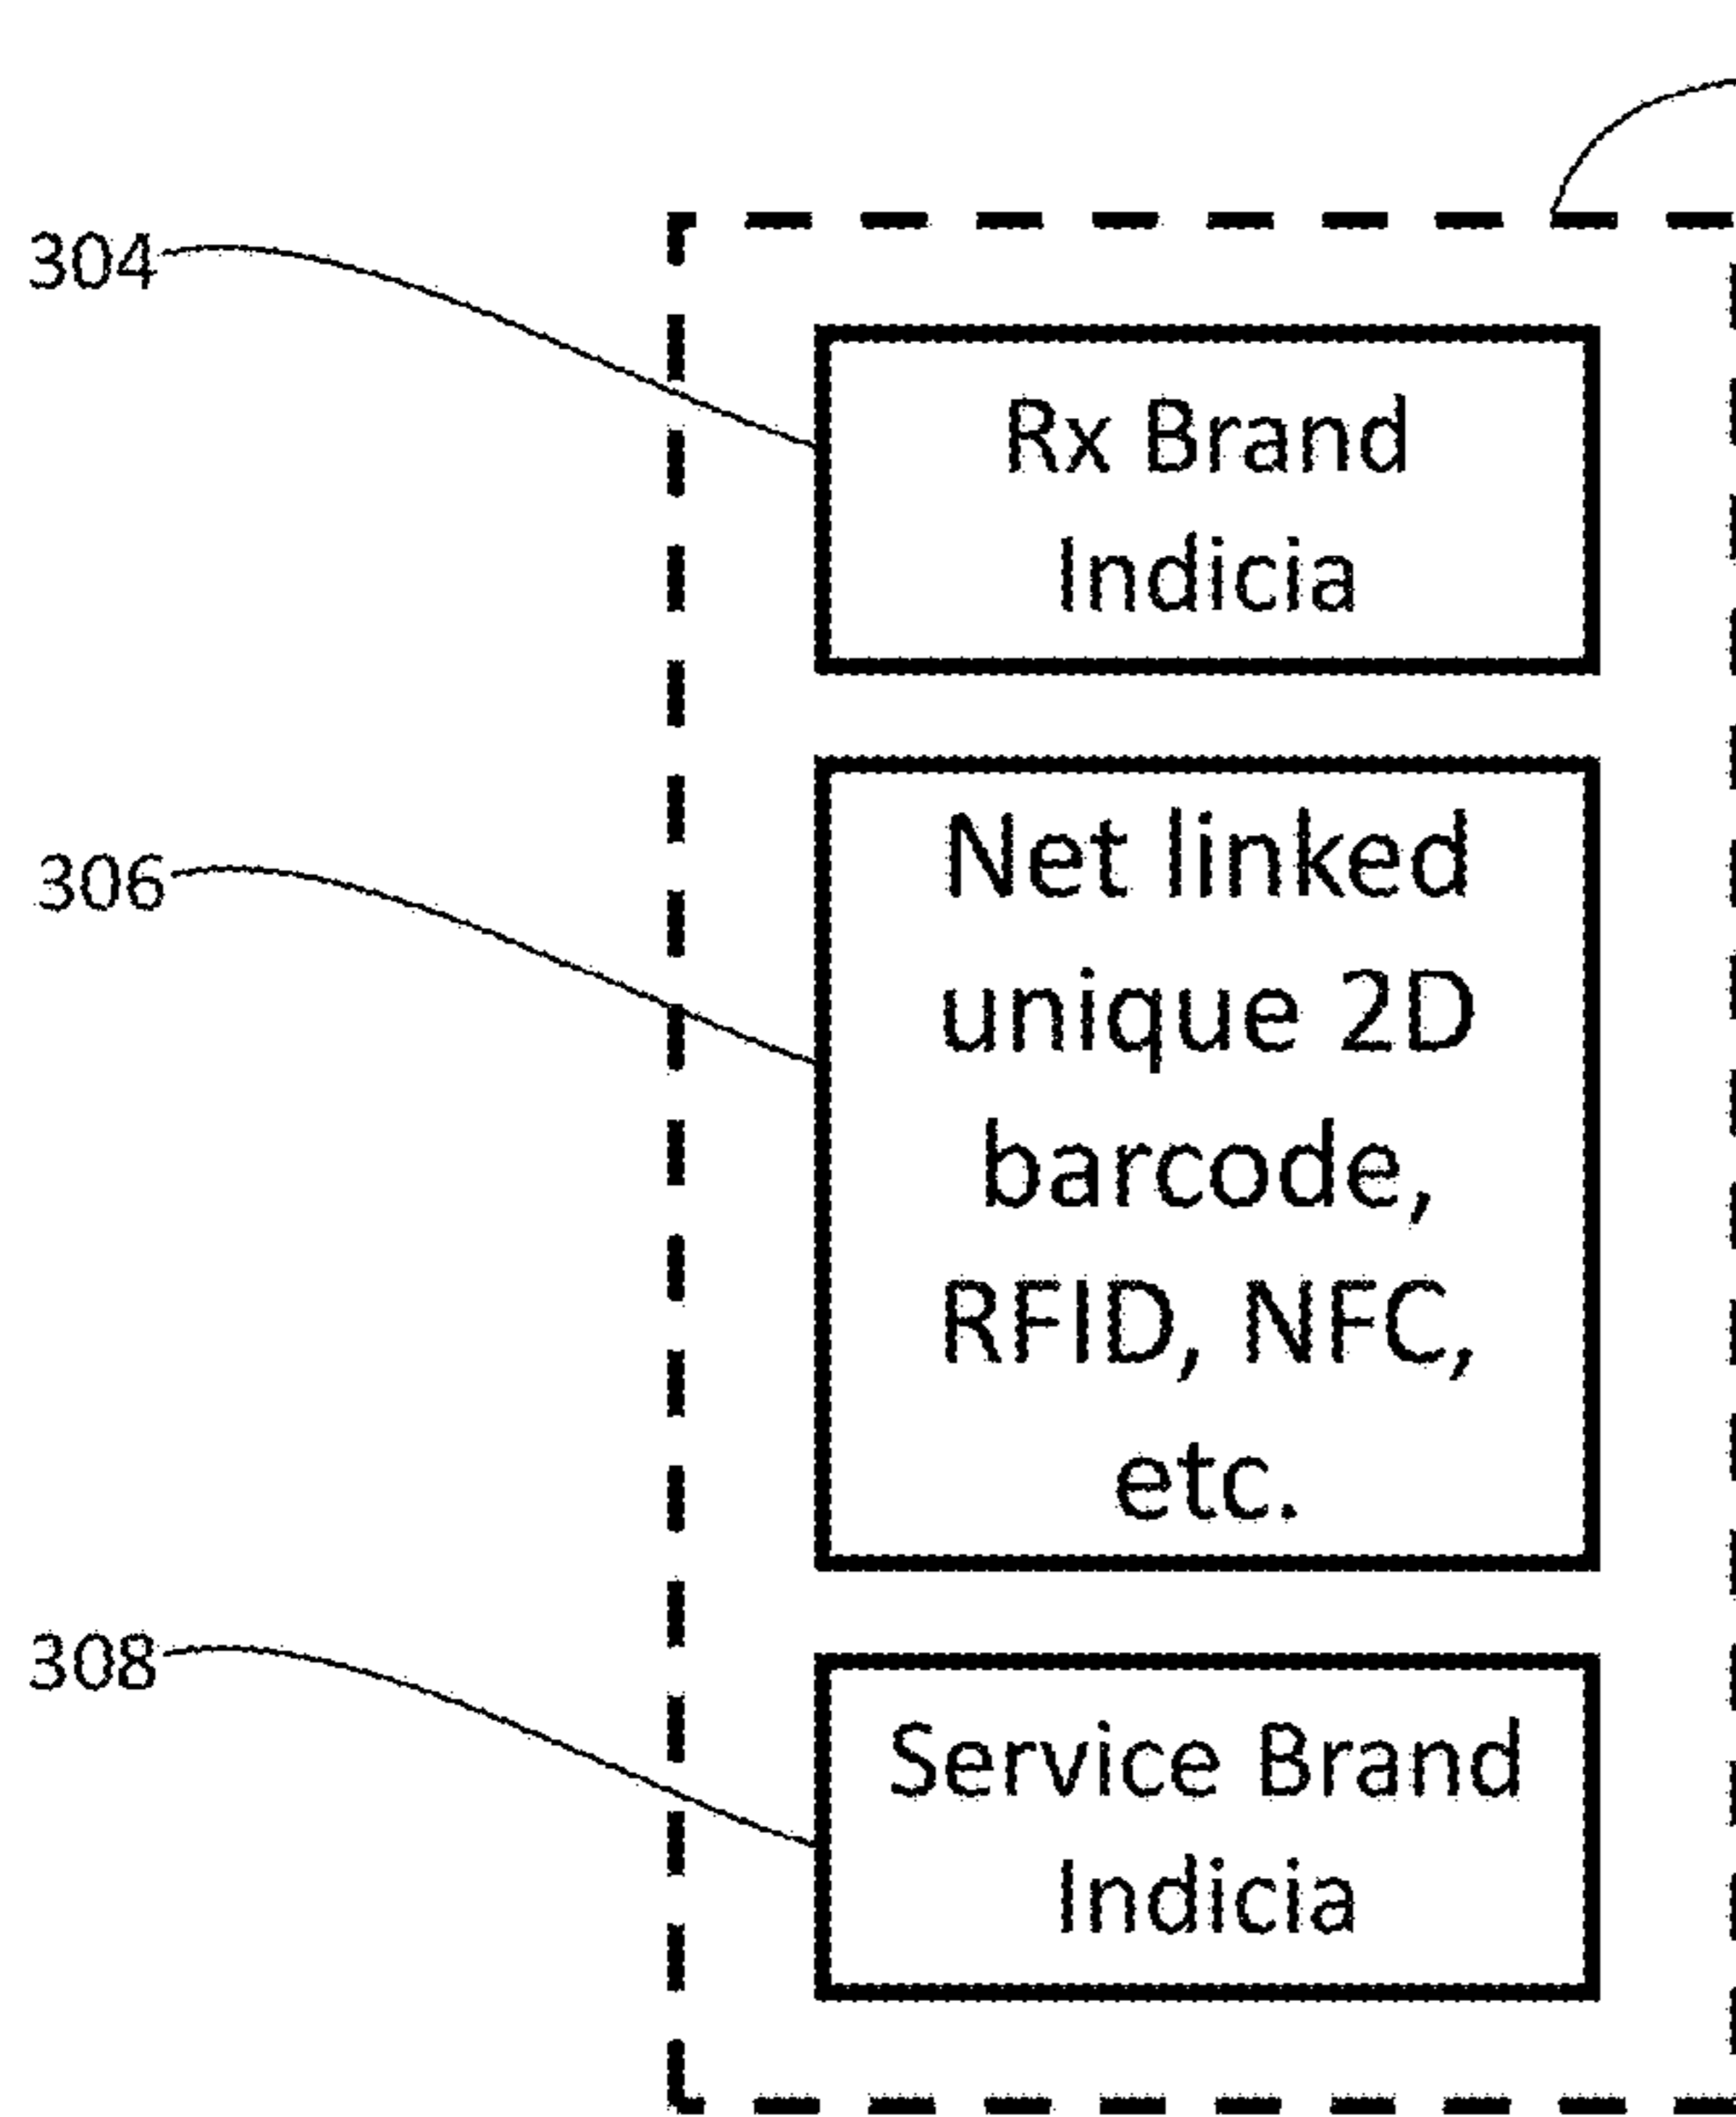 304
Rx Brand
Indicia
306
Net linked
unique 2D
barcode,
RFID, NFC,
etc.
308
Service Brand
Indicia